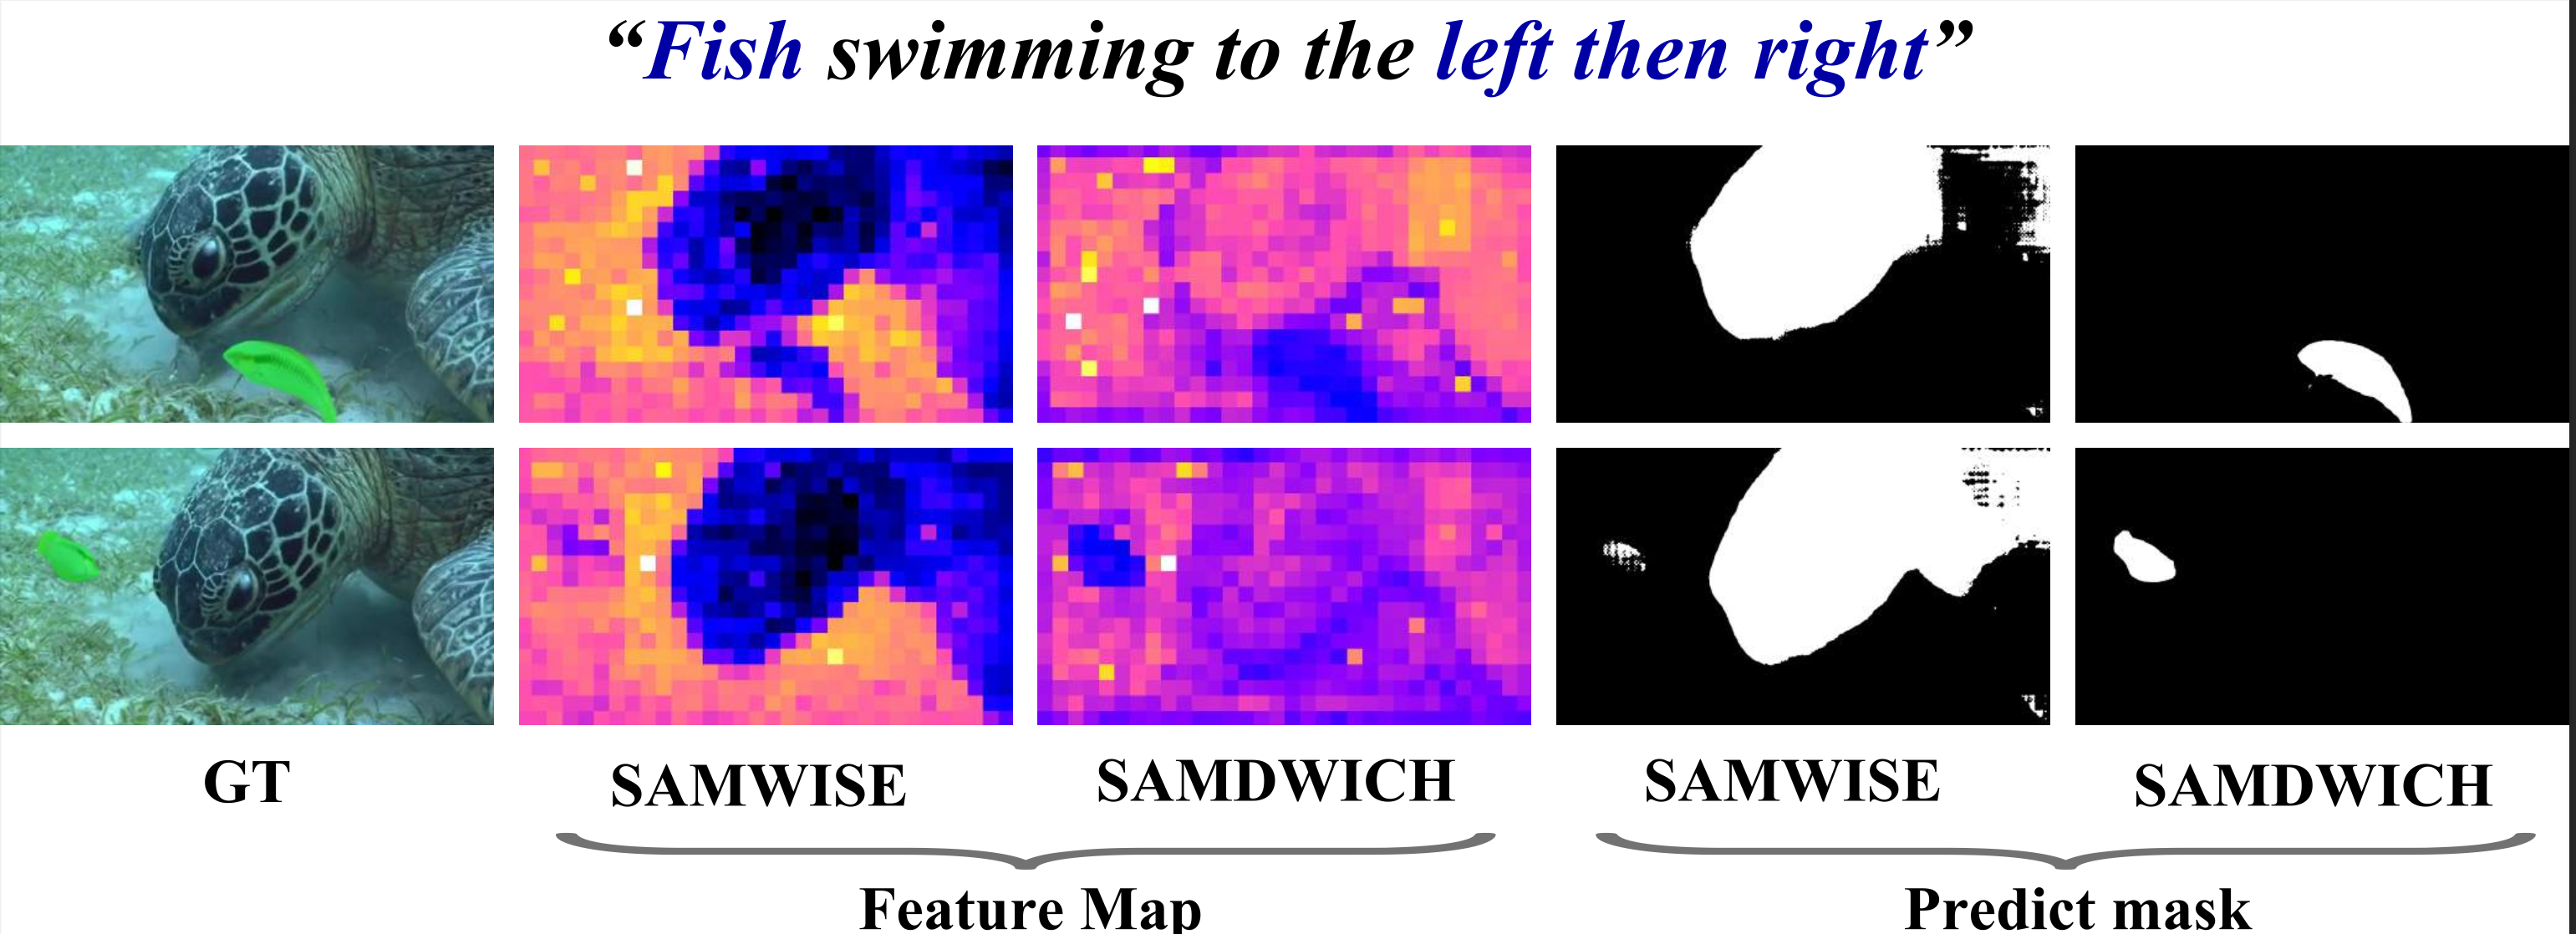 “Fish swimming to the left then right”
GT
SAMWISE
SAMDWICH
SAMWISE
SAMDWICH
Feature Map
Predict mask